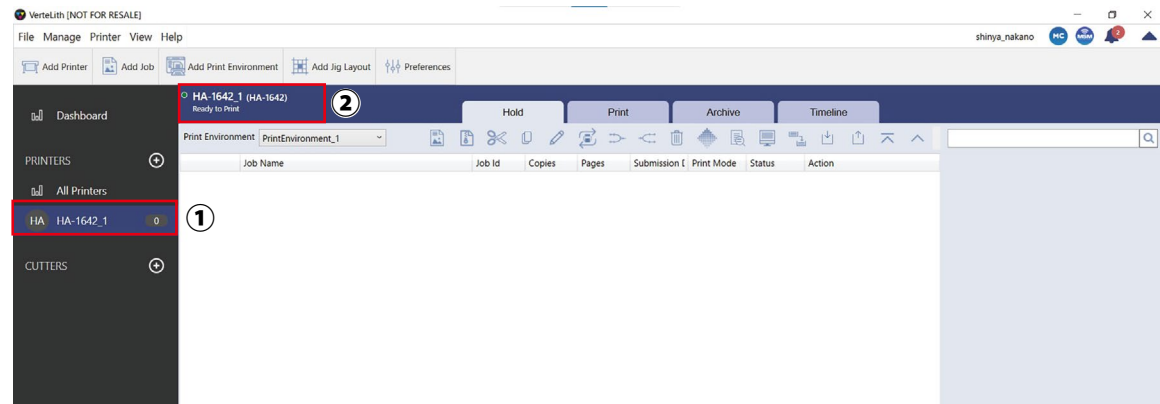 VerteLith [NOT FOR RESALE]
File Manage Printer View Help
shinya_nakano MC MSM 2
Add Printer Add Job Add Print Environment Add Jig Layout Preferences
HA-1642_1 (HA-1642)
Ready to Print
②
Hold Print Archive Timeline
Dashboard
Print Environment PrintEnvironment_1
Job Name Job Id Copies Pages Submission D Print Mode Status Action
PRINTERS
All Printers
HA HA-1642_1 0
①
CUTTERS